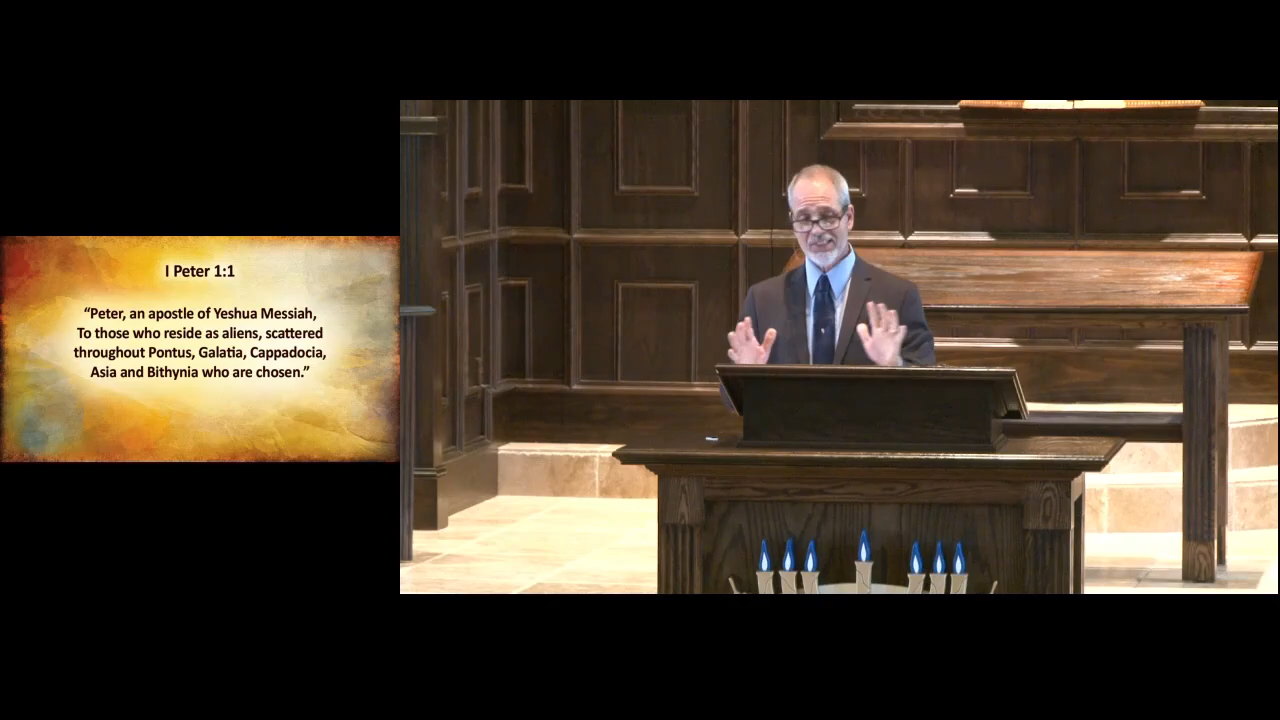 I Peter 1:1
“Peter, an apostle of Yeshua Messiah,
To those who reside as aliens, scattered
throughout Pontus, Galatia, Cappadocia,
Asia and Bithynia who are chosen.”